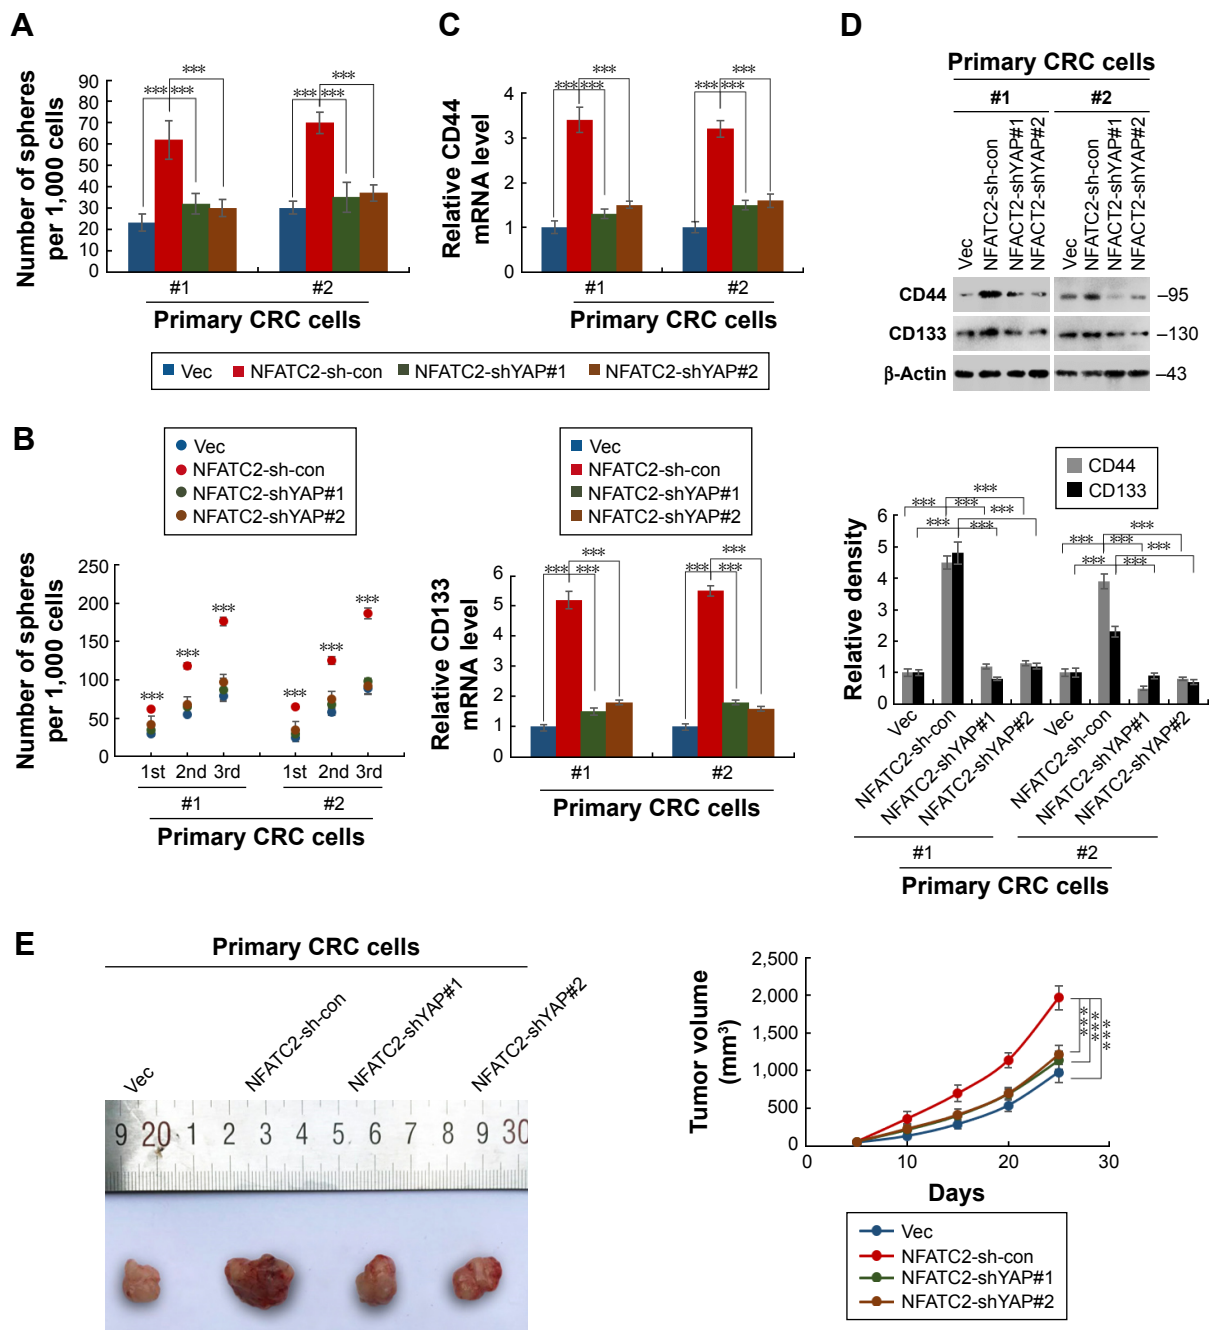 A
Number of spheres
per 1,000 cells
90
80
70
60
50
40
30
20
10
0
*** *** ***
*** *** ***
#1 #2
Primary CRC cells
C
Relative CD44
mRNA level
4
3
2
1
0
*** *** ***
*** *** ***
#1 #2
Primary CRC cells
Vec NFATC2-sh-con NFATC2-shYAP#1 NFATC2-shYAP#2
D
Primary CRC cells
#1 #2
Vec
NFATC2-sh-con
NFACT2-shYAP#1
NFACT2-shYAP#2
Vec
NFATC2-sh-con
NFACT2-shYAP#1
NFACT2-shYAP#2
CD44 –95
CD133 –130
β-Actin –43
B
Vec
NFATC2-sh-con
NFATC2-shYAP#1
NFATC2-shYAP#2
Number of spheres
per 1,000 cells
250
200
150
100
50
0
*** *** ***
*** *** ***
1st 2nd 3rd 1st 2nd 3rd
#1 #2
Primary CRC cells
Vec
NFATC2-sh-con
NFATC2-shYAP#1
NFATC2-shYAP#2
Relative CD133
mRNA level
6
5
4
3
2
1
0
*** *** ***
*** *** ***
#1 #2
Primary CRC cells
CD44
CD133
Relative density
6
5
4
3
2
1
0
*** *** ***
*** *** ***
*** *** ***
*** *** ***
Vec
NFATC2-sh-con
NFATC2-shYAP#1
NFATC2-shYAP#2
Vec
NFATC2-sh-con
NFATC2-shYAP#1
NFATC2-shYAP#2
#1 #2
Primary CRC cells
E
Primary CRC cells
Vec
NFATC2-sh-con
NFATC2-shYAP#1
NFATC2-shYAP#2
9 20 1 2 3 4 5 6 7 8 9 30
Tumor volume
(mm³)
2,500
2,000
1,500
1,000
500
0
***
***
***
0 10 20 30
Days
Vec
NFATC2-sh-con
NFATC2-shYAP#1
NFATC2-shYAP#2